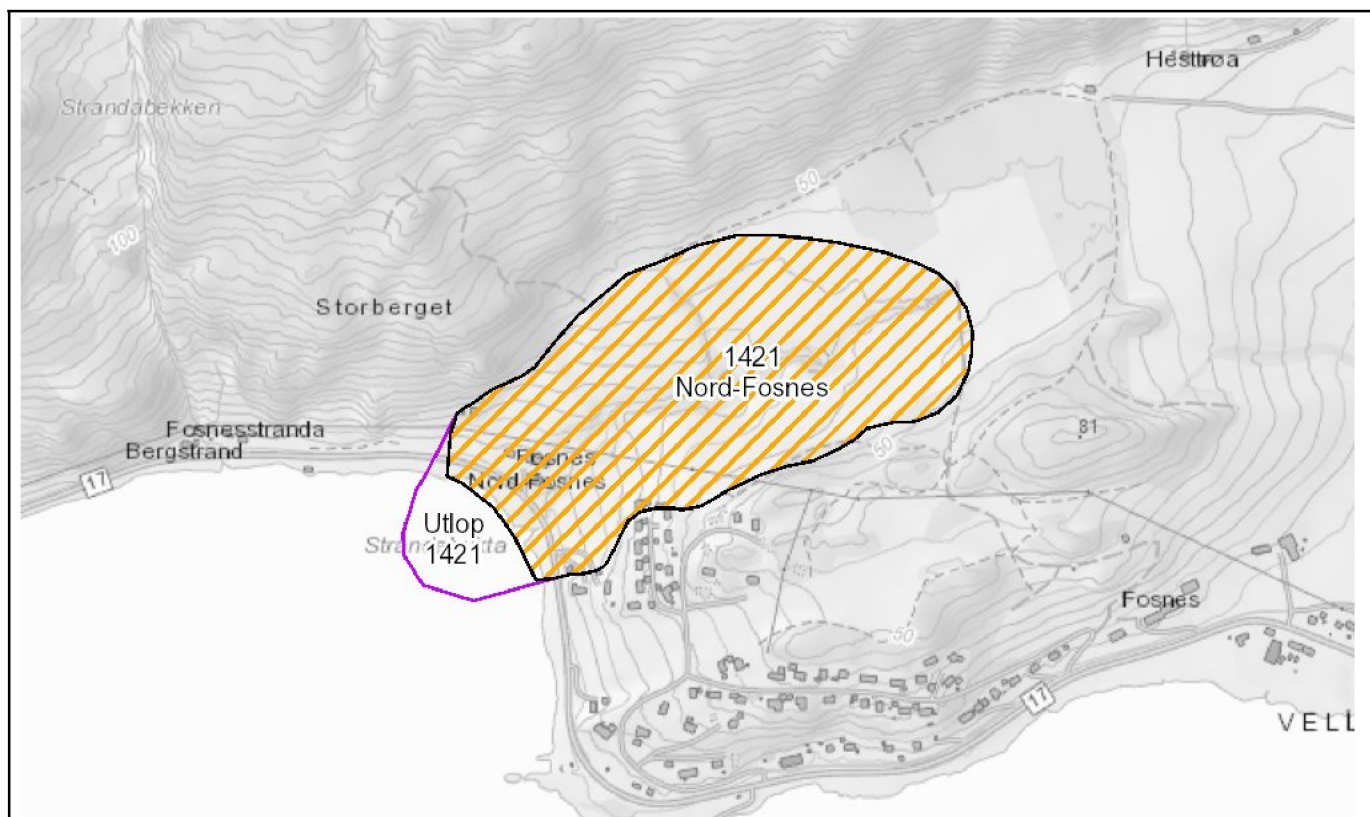 Hesttrøa
Strandabekken
50
100
Storberget
1421
Nord-Fosnes
81
Fosnesstranda
Bergstrand
50
Fosnes
Nord-Fosnes
17
Utlop
1421
Fosnes
50
17
VELL